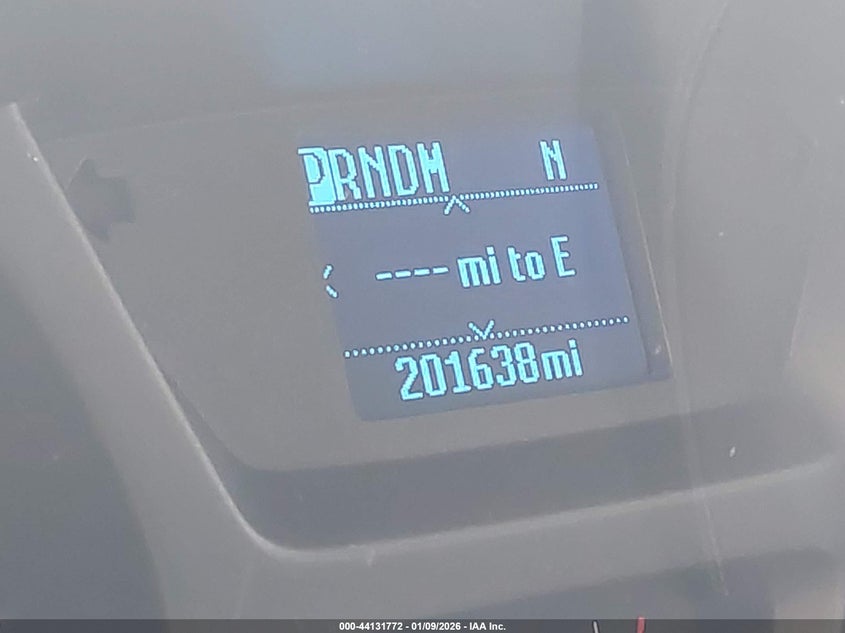 PRNDM N
---- mi to E
201638mi
000-44131772 - 01/09/2026 - IAA Inc.